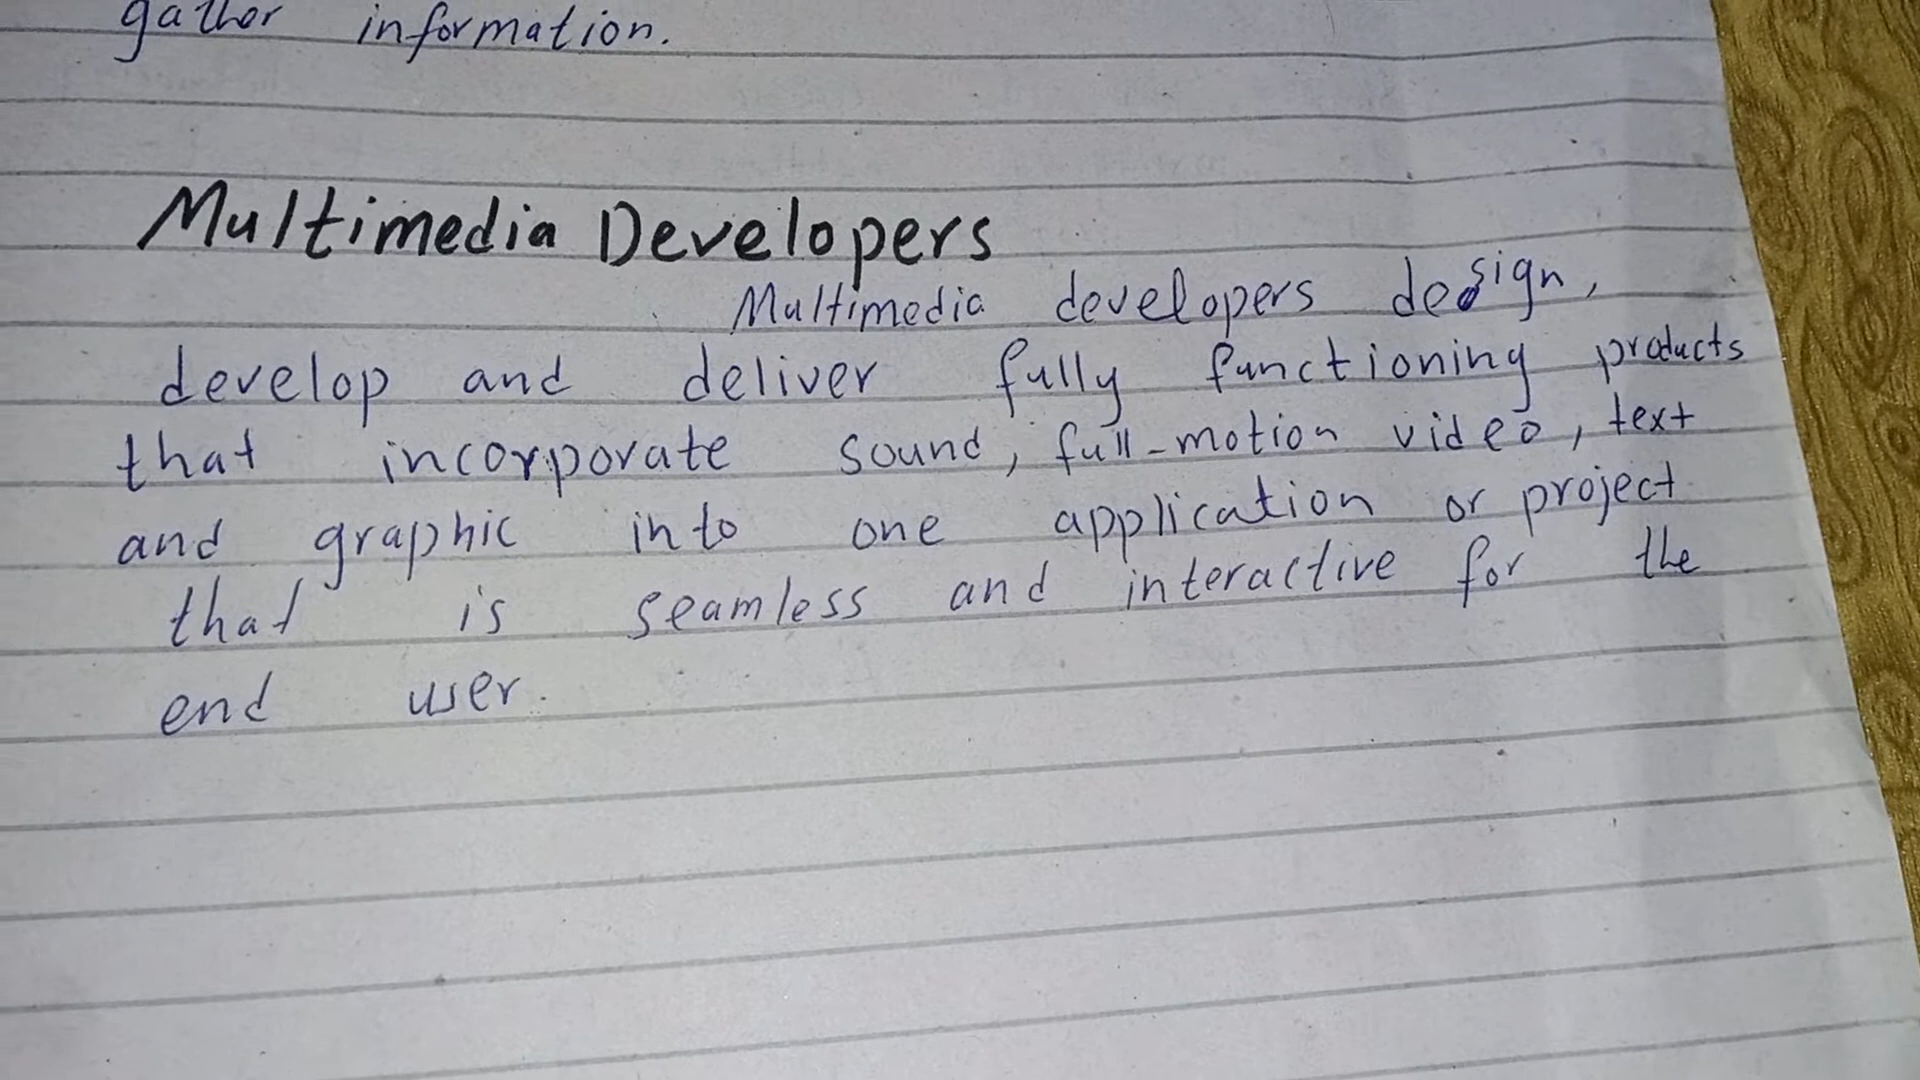 gather information.
Multimedia Developers
Multimedia developers design,
develop and deliver fully functioning products
that incorporate sound, full-motion video, text
and graphic into one application or project
that is seamless and interactive for the
end user.